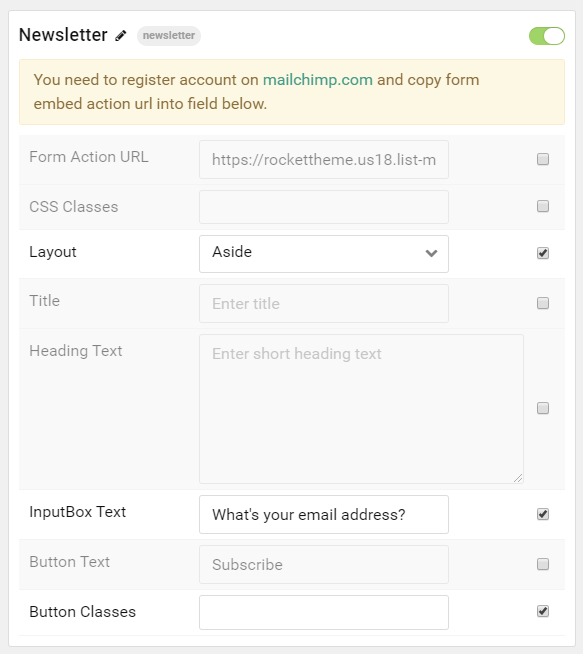 Newsletter newsletter
You need to register account on mailchimp.com and copy form
embed action url into field below.
Form Action URL https://rockettheme.us18.list-m
CSS Classes
Layout Aside
Title Enter title
Heading Text Enter short heading text
InputBox Text What's your email address?
Button Text Subscribe
Button Classes